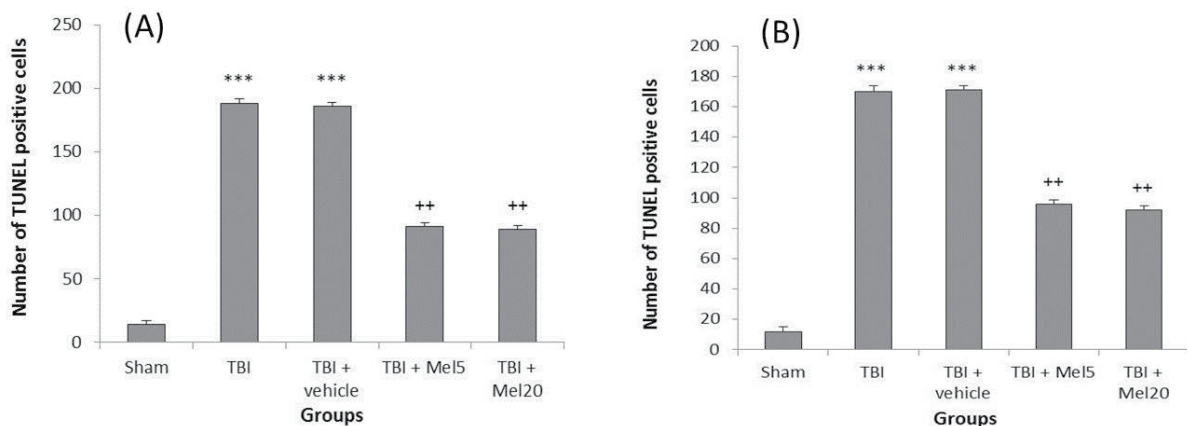 (A)
Number of TUNEL positive cells
250
200
150
100
50
0
***
***
++
++
Sham
TBI
TBI +
vehicle
TBI + Mel5
TBI +
Mel20
Groups
(B)
Number of TUNEL positive cells
200
180
160
140
120
100
80
60
40
20
0
***
***
++
++
Sham
TBI
TBI +
vehicle
TBI + Mel5
TBI +
Mel20
Groups